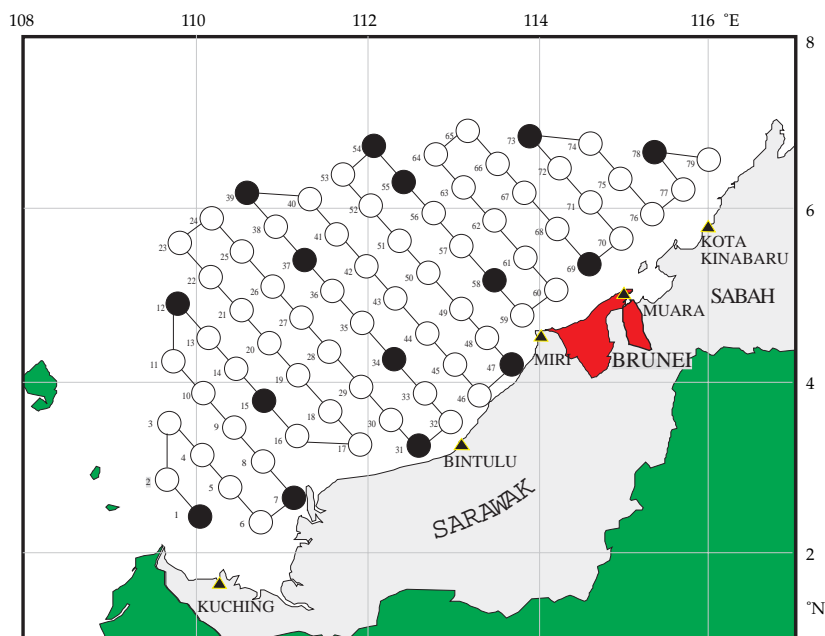 108 110 112 114 116 °E
8
65
54 64 73 74 78 79
53 55 72
39 40 63 66 75 77
52 56 67
24 38 41 62 71 76
23 51 68 70
25 37 57 61
KOTA
KINABARU
6
42 50 58 69
22 26 36 60
12 43 49 59
SABAH
21 27 35 48
MUARA
13 20 44
MIRI
BRUNEI
11 28 34 45 47
14 19
4
10 15 29 33 46
3 9 18 30 32
16 17 31
BINTULU
4 8
2 5 7
1 6
SARAWAK
2
KUCHING
°N